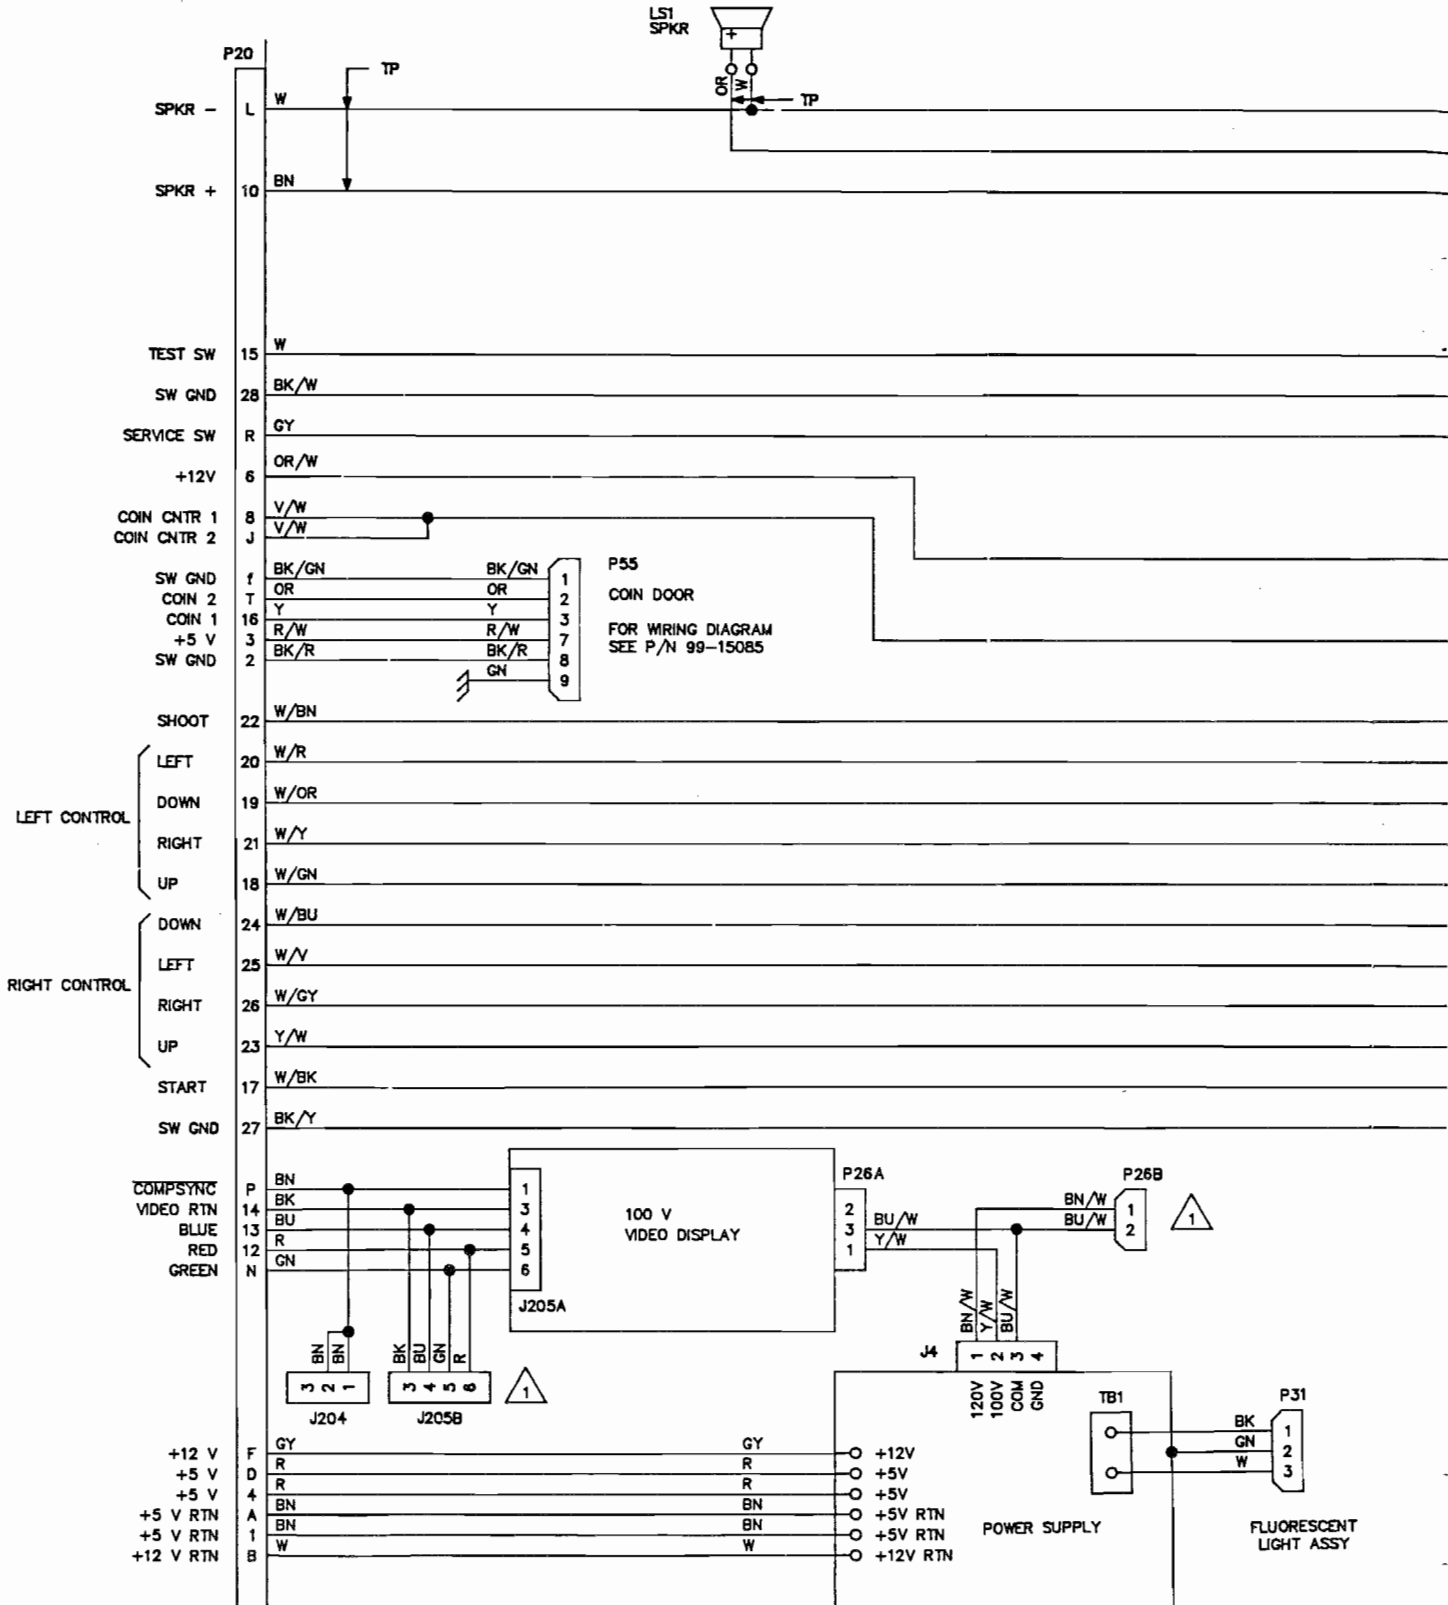 LS1
SPKR
+
OR W
TP
P20
TP
SPKR – L W
SPKR + 10 BN
TEST SW 15 W
SW GND 28 BK/W
SERVICE SW R GY
+12V 6 OR/W
COIN CNTR 1 8 V/W
COIN CNTR 2 J V/W
SW GND f BK/GN BK/GN 1
COIN 2 T OR OR 2
COIN 1 16 Y Y 3
+5 V 3 R/W R/W 7
SW GND 2 BK/R BK/R 8
GN 9
P55
COIN DOOR
FOR WIRING DIAGRAM
SEE P/N 99-15085
SHOOT 22 W/BN
LEFT CONTROL
LEFT 20 W/R
DOWN 19 W/OR
RIGHT 21 W/Y
UP 18 W/GN
RIGHT CONTROL
DOWN 24 W/BU
LEFT 25 W/V
RIGHT 26 W/GY
UP 23 Y/W
START 17 W/BK
SW GND 27 BK/Y
COMPSYNC P BN 1
VIDEO RTN 14 BK 3
BLUE 13 BU 4
RED 12 R 5
GREEN N GN 6
J205A
100 V
VIDEO DISPLAY
P26A
2
3 BU/W
1 Y/W
P26B
BN/W 1
BU/W 2
1
BN/W Y/W BU/W
J4 1 2 3 4
120V 100V COM GND
BN BN
3 2 1
J204
BK BU GN R
3 4 5 6
J205B
1
TB1
P31
BK 1
GN 2
W 3
FLUORESCENT
LIGHT ASSY
POWER SUPPLY
+12 V F GY GY +12V
+5 V D R R +5V
+5 V 4 R R +5V
+5 V RTN A BN BN +5V RTN
+5 V RTN 1 BN BN +5V RTN
+12 V RTN B W W +12V RTN